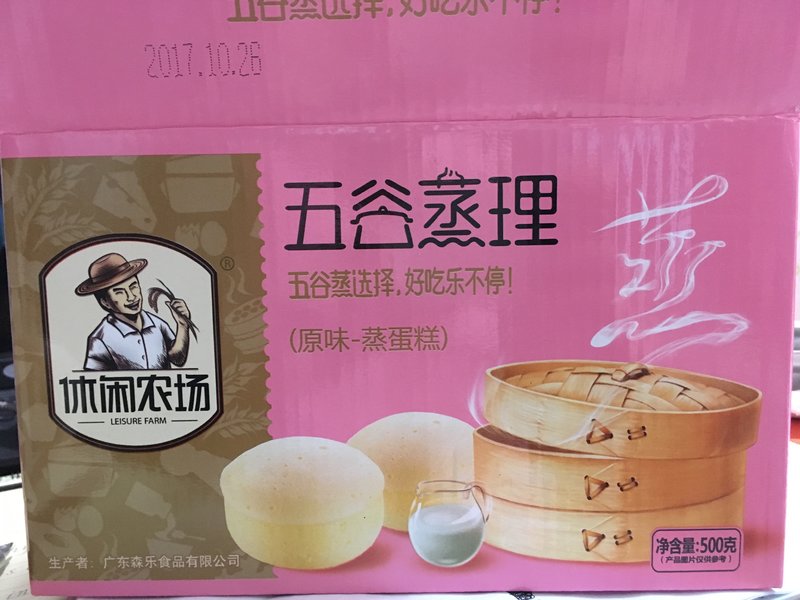 五谷蒸选择,好吃乐不停!
2017.10.26
五谷蒸理
五谷蒸选择,好吃乐不停!
(原味-蒸蛋糕)
蒸
®
休闲农场
LEISURE FARM
生产者: 广东森乐食品有限公司
净含量:500克
(产品图片仅供参考)